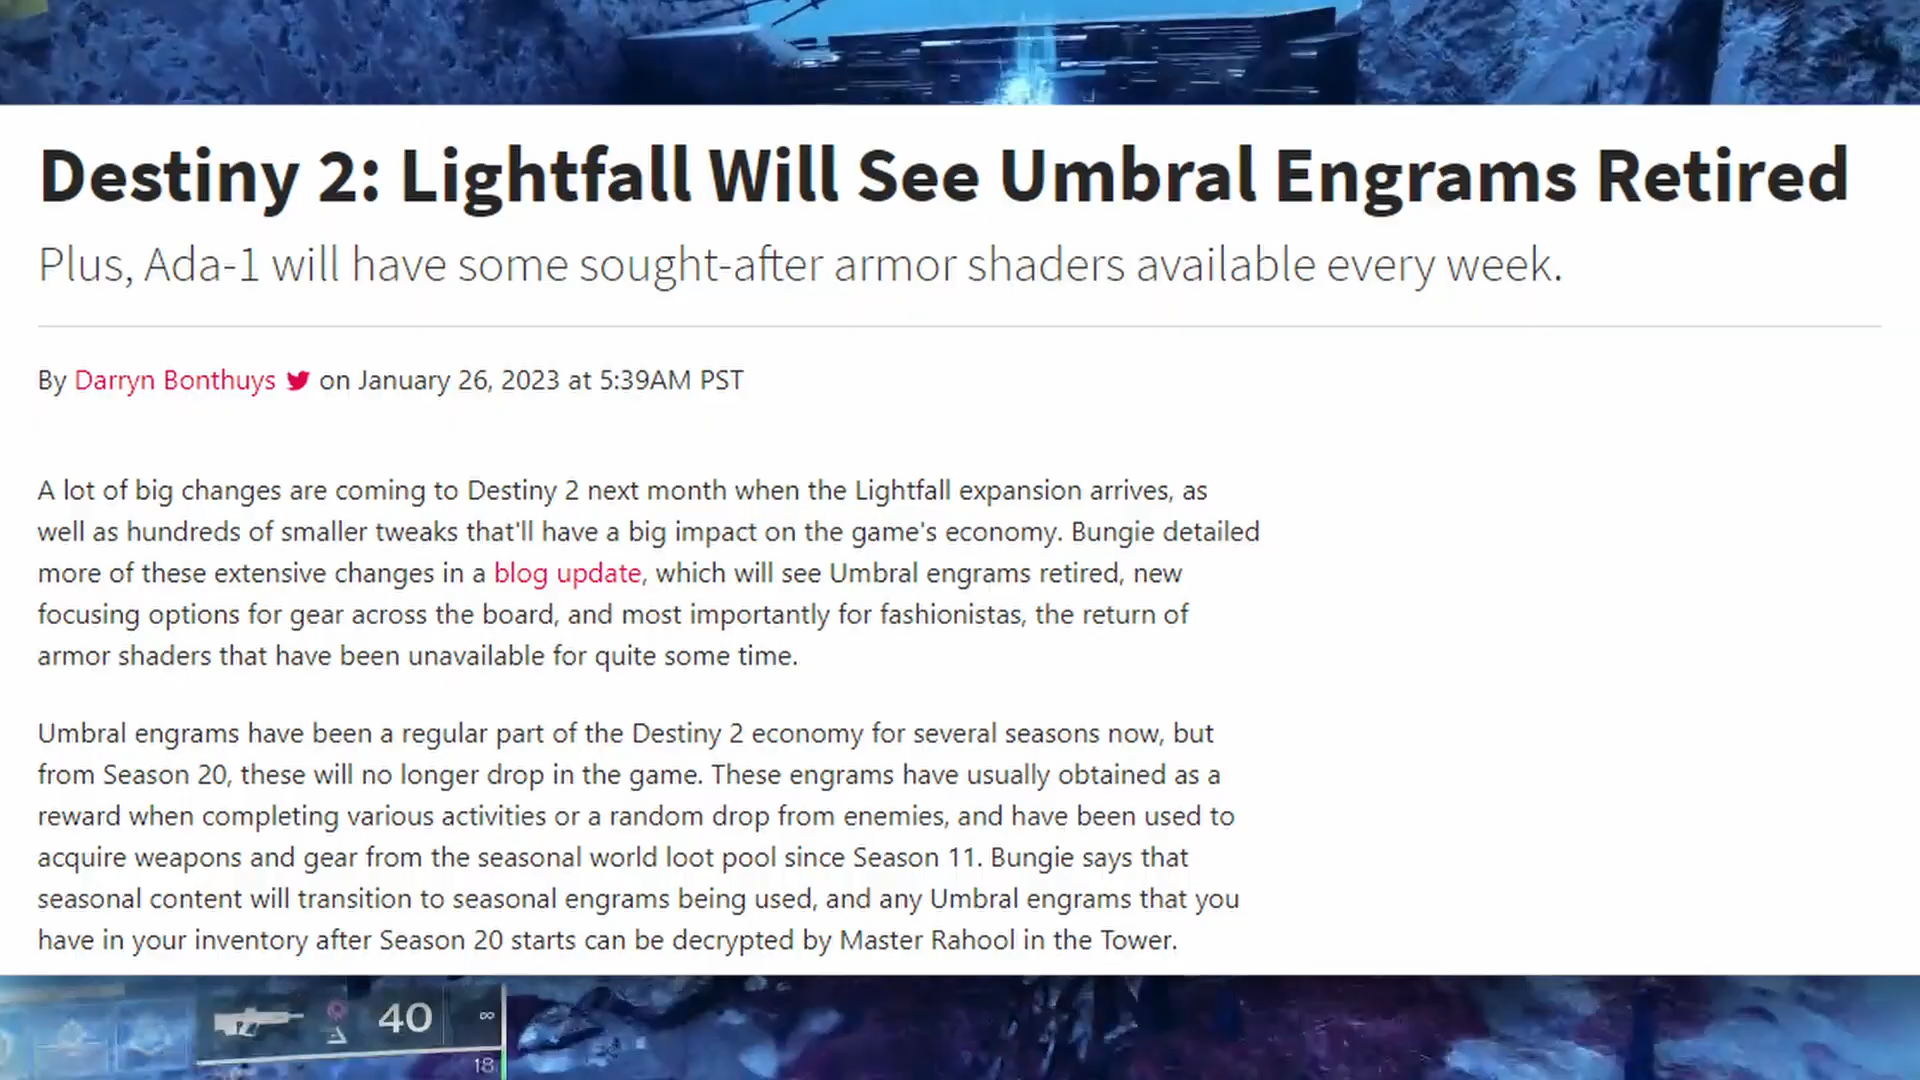 Destiny 2: Lightfall Will See Umbral Engrams Retired
Plus, Ada-1 will have some sought-after armor shaders available every week.
By Darryn Bonthuys on January 26, 2023 at 5:39AM PST
A lot of big changes are coming to Destiny 2 next month when the Lightfall expansion arrives, as
well as hundreds of smaller tweaks that'll have a big impact on the game's economy. Bungie detailed
more of these extensive changes in a blog update, which will see Umbral engrams retired, new
focusing options for gear across the board, and most importantly for fashionistas, the return of
armor shaders that have been unavailable for quite some time.
Umbral engrams have been a regular part of the Destiny 2 economy for several seasons now, but
from Season 20, these will no longer drop in the game. These engrams have usually obtained as a
reward when completing various activities or a random drop from enemies, and have been used to
acquire weapons and gear from the seasonal world loot pool since Season 11. Bungie says that
seasonal content will transition to seasonal engrams being used, and any Umbral engrams that you
have in your inventory after Season 20 starts can be decrypted by Master Rahool in the Tower.
40 ∞
18